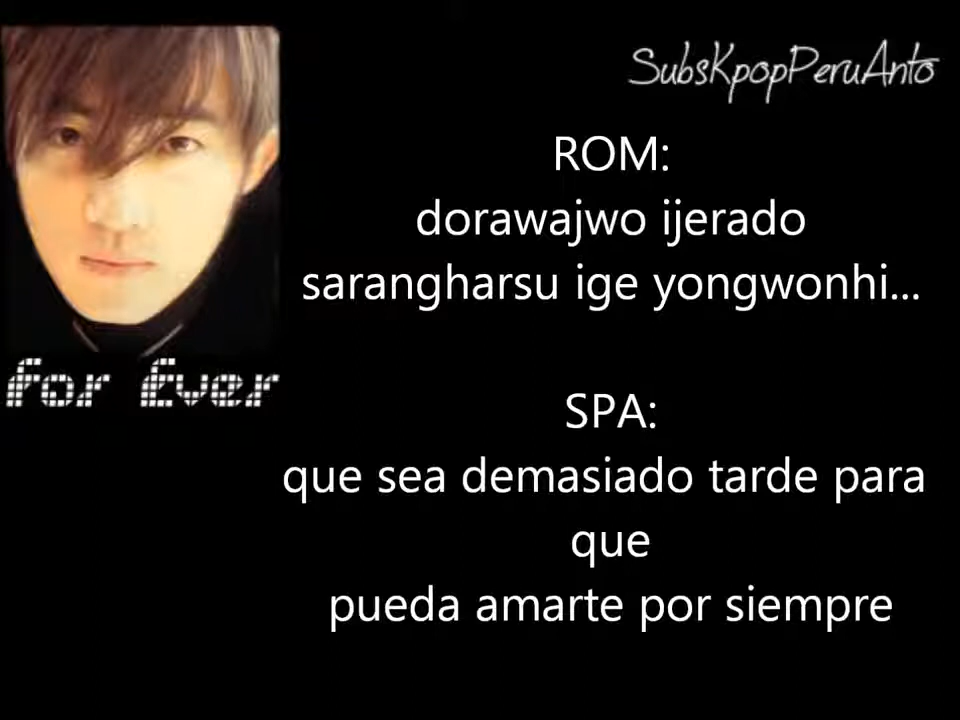 SubsKpopPeruAnto
ROM:
dorawajwo ijerado
sarangharsu ige yongwonhi...
For Ever
SPA:
que sea demasiado tarde para
que
pueda amarte por siempre